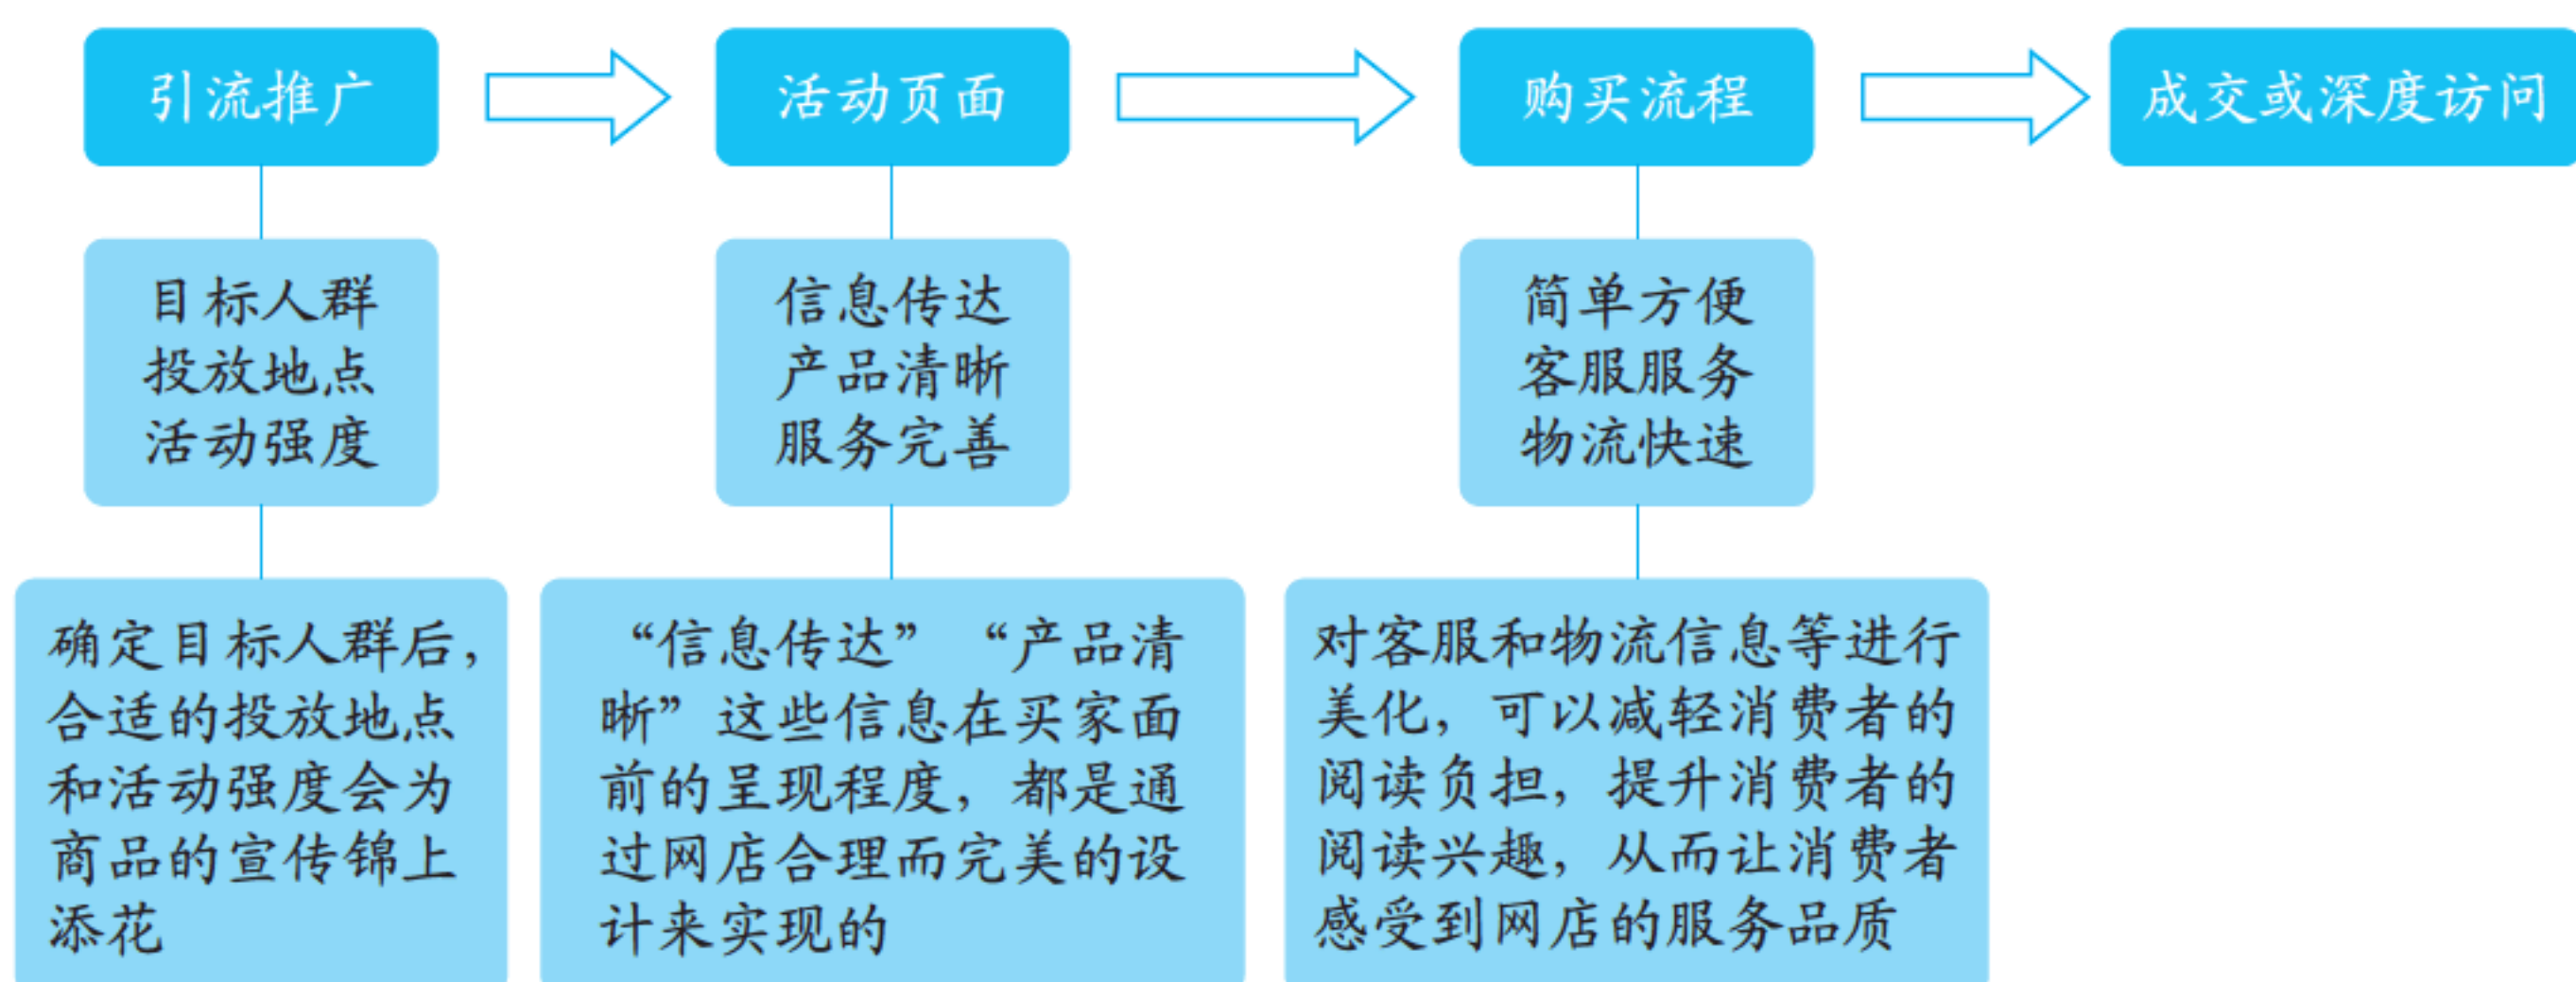 引流推广
活动页面
购买流程
成交或深度访问
目标人群
投放地点
活动强度
信息传达
产品清晰
服务完善
简单方便
客服服务
物流快速
确定目标人群后，
合适的投放地点
和活动强度会为
商品的宣传锦上
添花
“信息传达”“产品清
晰”这些信息在买家面
前的呈现程度，都是通
过网店合理而完美的设
计来实现的
对客服和物流信息等进行
美化，可以减轻消费者的
阅读负担，提升消费者的
阅读兴趣，从而让消费者
感受到网店的服务品质